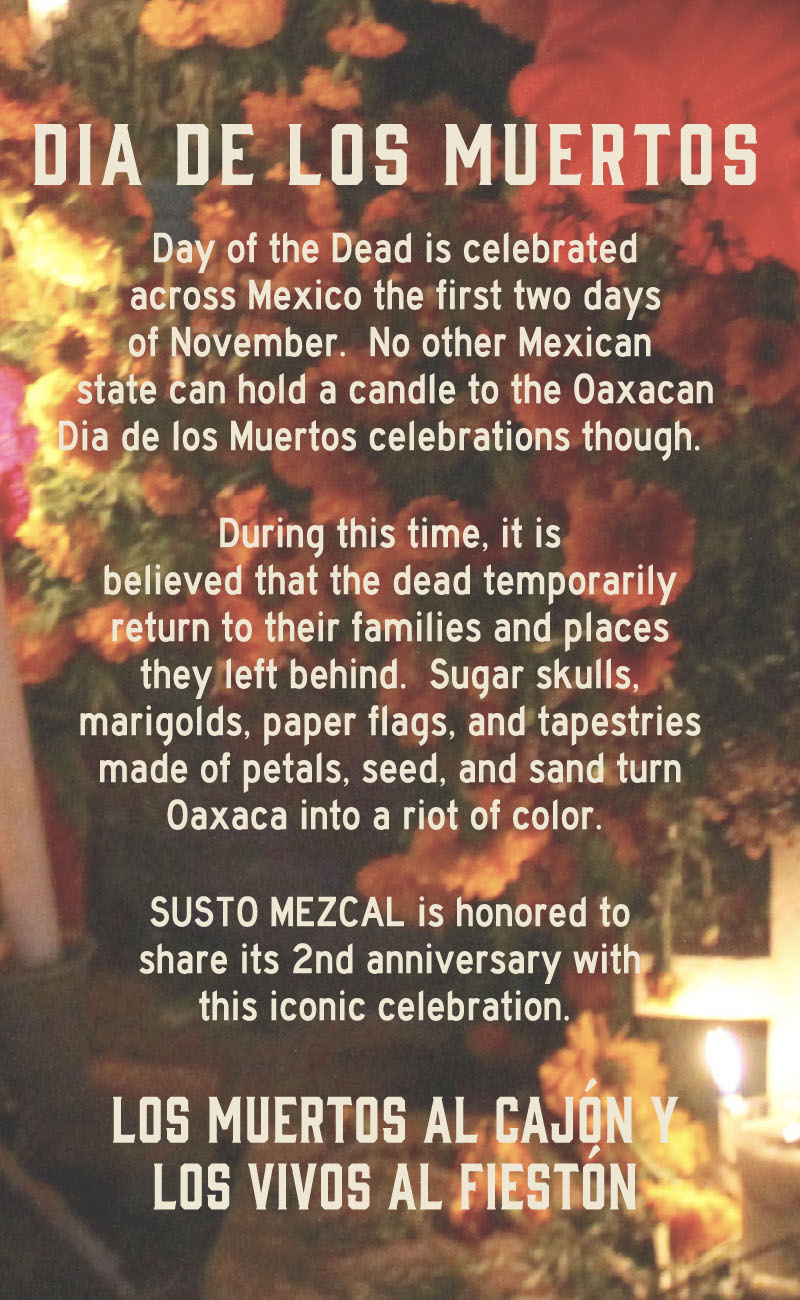 DIA DE LOS MUERTOS
Day of the Dead is celebrated
across Mexico the first two days
of November.  No other Mexican
state can hold a candle to the Oaxacan
Dia de los Muertos celebrations though.
During this time, it is
believed that the dead temporarily
return to their families and places
they left behind.  Sugar skulls,
marigolds, paper flags, and tapestries
made of petals, seed, and sand turn
Oaxaca into a riot of color.
SUSTO MEZCAL is honored to
share its 2nd anniversary with
this iconic celebration.
LOS MUERTOS AL CAJÓN Y
LOS VIVOS AL FIESTÓN